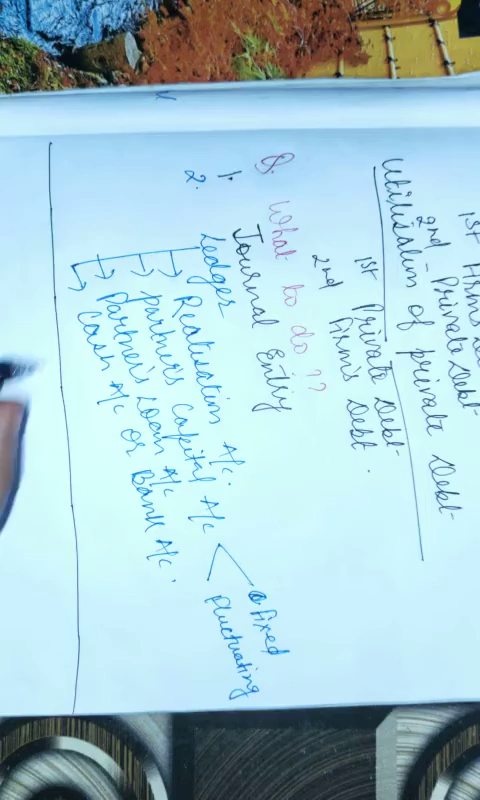 1st Firms
2nd Private Debt
Utilisation of private Debt
1st Private Debt
2nd Firm's Debt.
Q. What to do ??
1. Journal Entry
2. Ledger
→ Realisation A/c.
→ Partner's Capital A/c < Fixed
Fluctuating
→ Partner's Loan A/c
→ Cash A/c or Bank A/c.